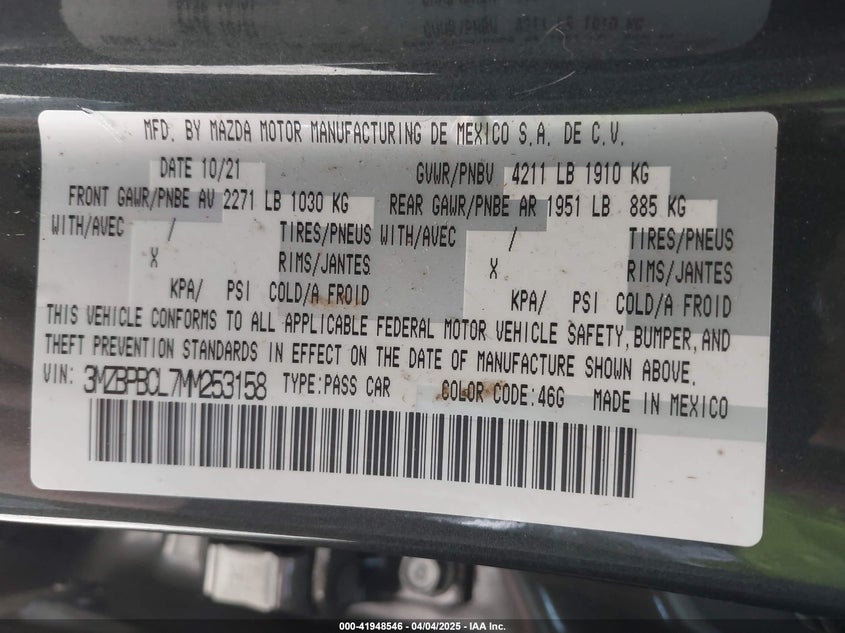 MFD. BY MAZDA MOTOR MANUFACTURING DE MEXICO S.A. DE C.V.
DATE 10/21 GVWR/PNBV 4211 LB 1910 KG
FRONT GAWR/PNBE AV 2271 LB 1030 KG REAR GAWR/PNBE AR 1951 LB 885 KG
WITH/AVEC / TIRES/PNEUS WITH/AVEC / TIRES/PNEUS
X RIMS/JANTES X RIMS/JANTES
KPA/ PSI COLD/A FROID KPA/ PSI COLD/A FROID
THIS VEHICLE CONFORMS TO ALL APPLICABLE FEDERAL MOTOR VEHICLE SAFETY, BUMPER, AND
THEFT PREVENTION STANDARDS IN EFFECT ON THE DATE OF MANUFACTURE SHOWN ABOVE.
VIN: 3MZBPBCL7MM253158 TYPE:PASS CAR COLOR CODE:46G MADE IN MEXICO
000-41948546 - 04/04/2025 - IAA Inc.